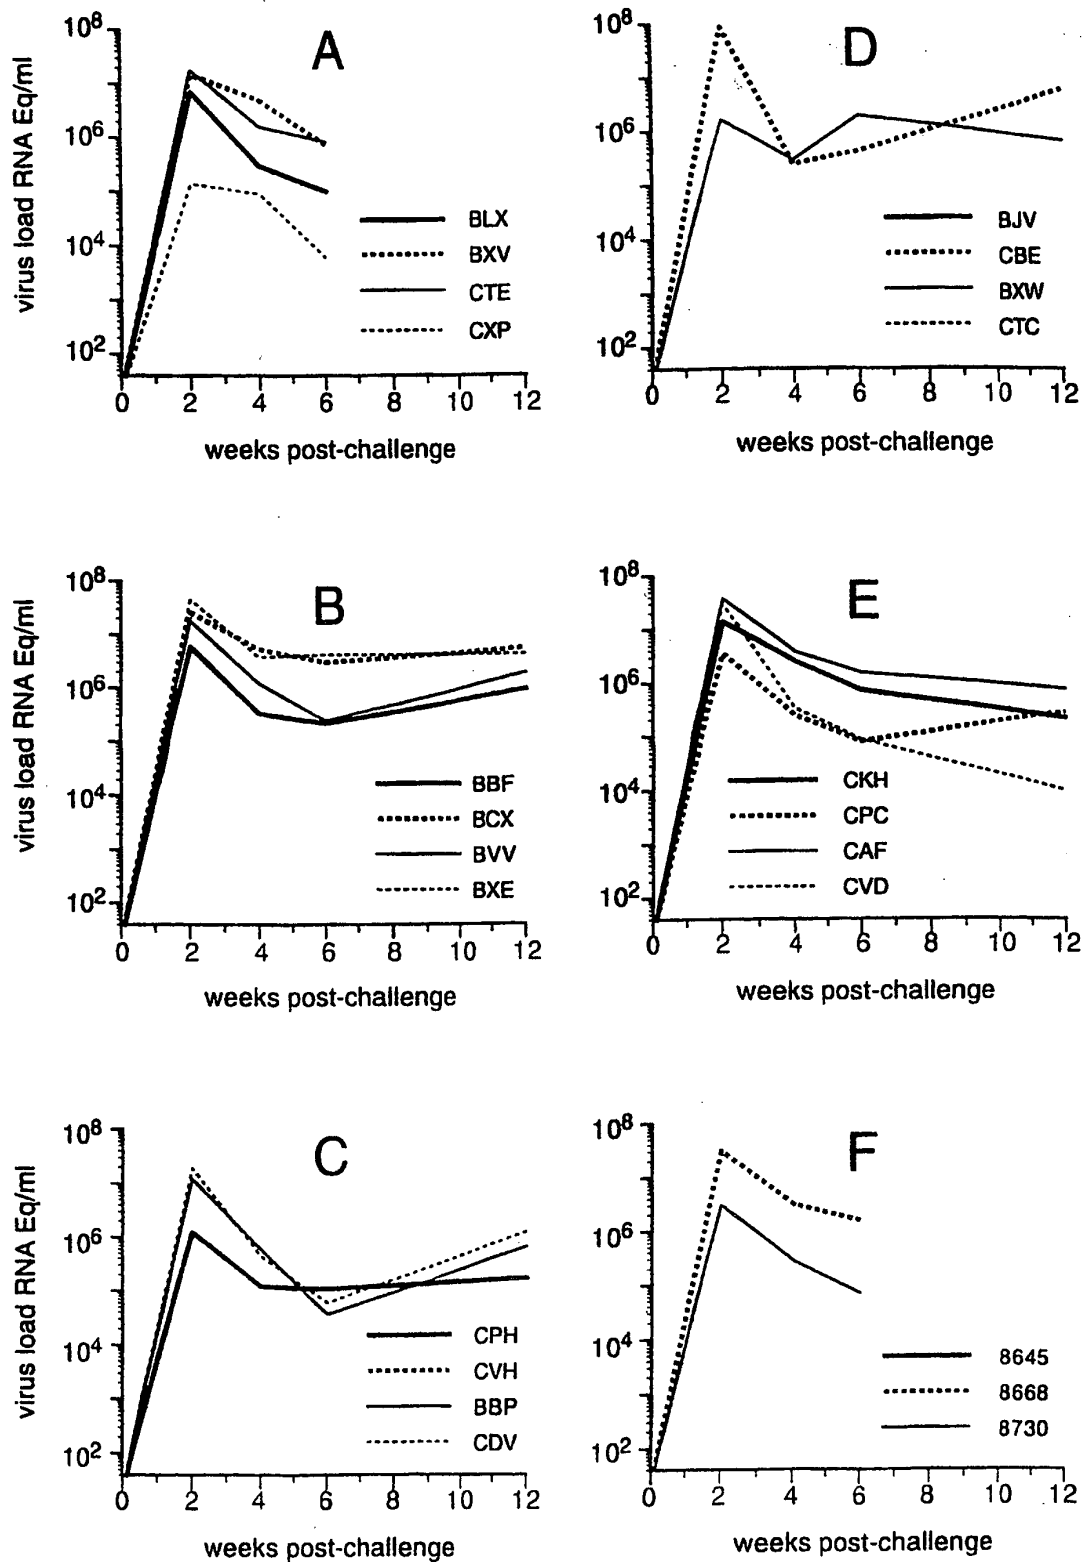 A
virus load RNA Eq/ml
10⁸
10⁶
10⁴
10²
BLX
BXV
CTE
CXP
0 2 4 6 8 10 12
weeks post-challenge
D
10⁸
10⁶
10⁴
10²
BJV
CBE
BXW
CTC
0 2 4 6 8 10 12
weeks post-challenge
B
virus load RNA Eq/ml
10⁸
10⁶
10⁴
10²
BBF
BCX
BVV
BXE
0 2 4 6 8 10 12
weeks post-challenge
E
10⁸
10⁶
10⁴
10²
CKH
CPC
CAF
CVD
0 2 4 6 8 10 12
weeks post-challenge
C
virus load RNA Eq/ml
10⁸
10⁶
10⁴
10²
CPH
CVH
BBP
CDV
0 2 4 6 8 10 12
weeks post-challenge
F
10⁸
10⁶
10⁴
10²
8645
8668
8730
0 2 4 6 8 10 12
weeks post-challenge